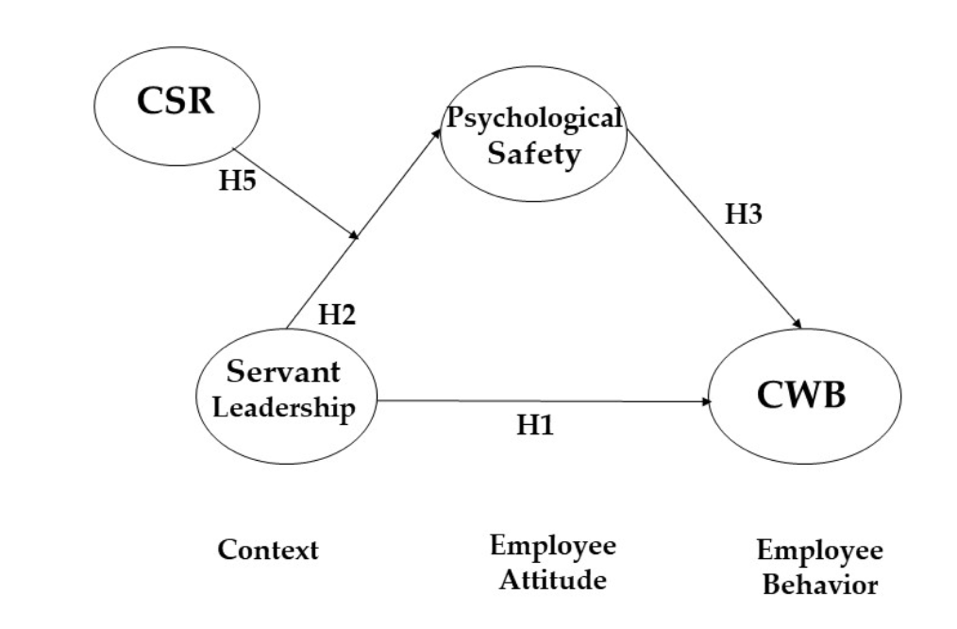 CSR
Psychological
Safety
H5
H3
H2
Servant
Leadership
CWB
H1
Context
Employee
Attitude
Employee
Behavior